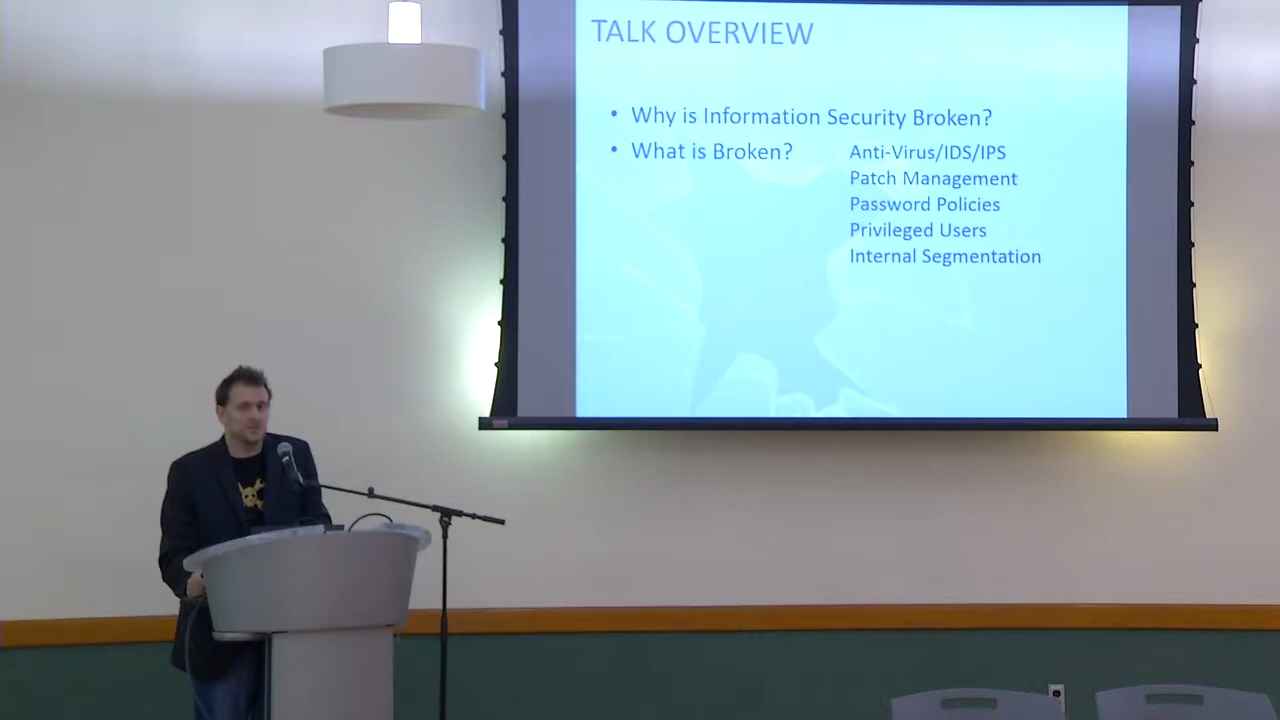 TALK OVERVIEW
• Why is Information Security Broken?
• What is Broken? Anti-Virus/IDS/IPS
Patch Management
Password Policies
Privileged Users
Internal Segmentation